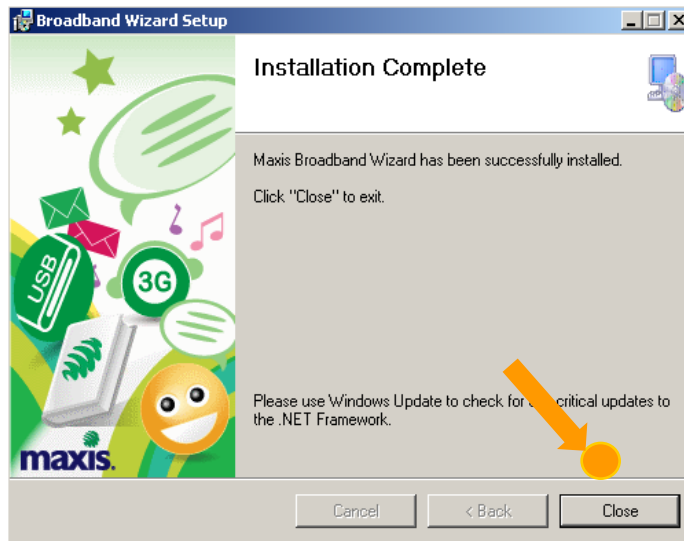 Broadband Wizard Setup
Installation Complete
Maxis Broadband Wizard has been successfully installed.
Click "Close" to exit.
USB
3G
Please use Windows Update to check for critical updates to
the .NET Framework.
maxis.
Cancel
< Back
Close